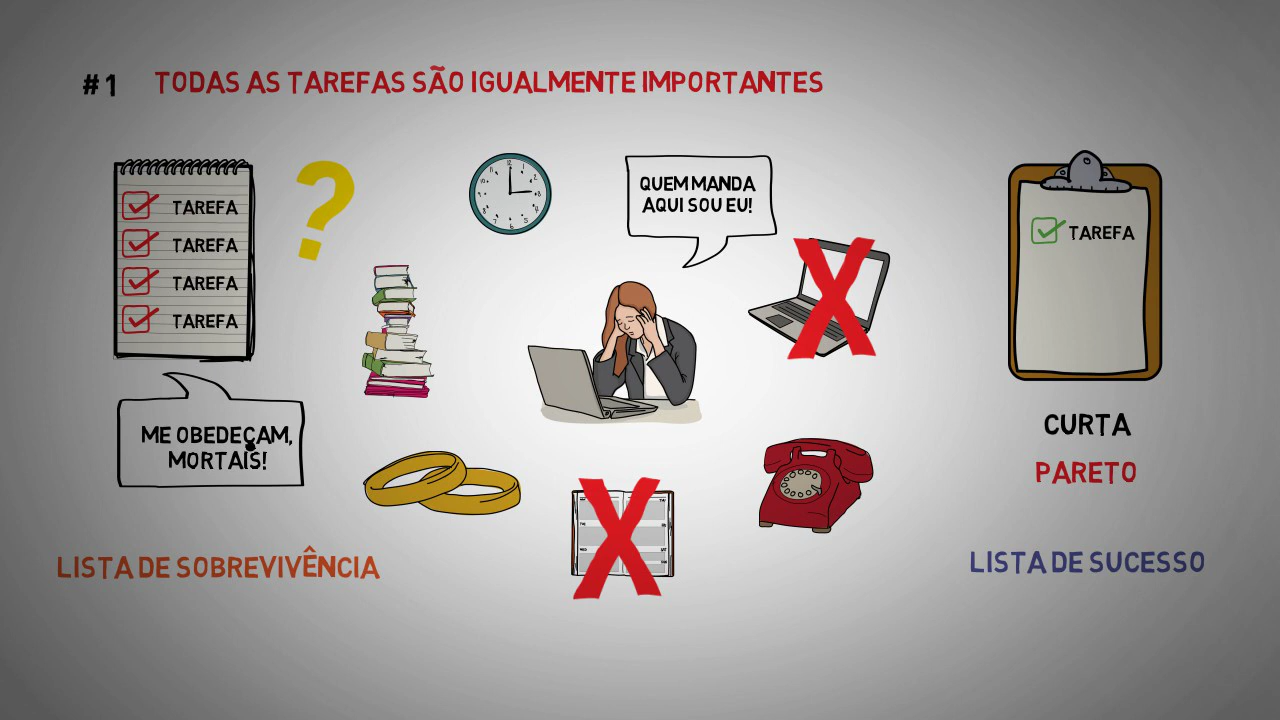 #1 TODAS AS TAREFAS SÃO IGUALMENTE IMPORTANTES
TAREFA
TAREFA
TAREFA
TAREFA
?
ME OBEDEÇAM,
MORTAIS!
LISTA DE SOBREVIVÊNCIA
QUEM MANDA
AQUI SOU EU!
TAREFA
CURTA
PARETO
LISTA DE SUCESSO